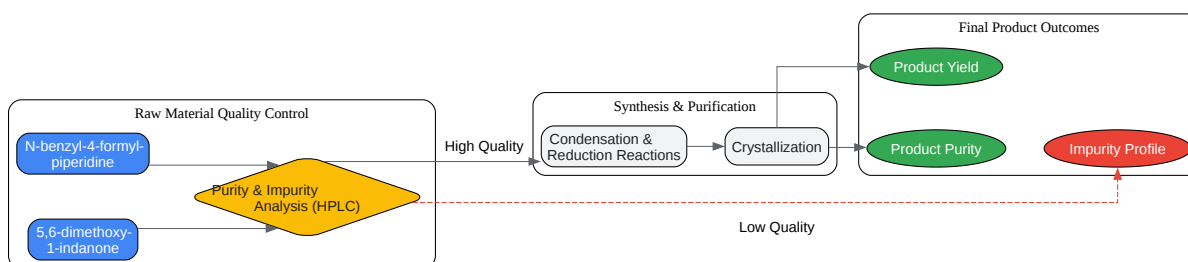 Raw Material Quality Control
N-benzyl-4-formyl-
piperidine
5,6-dimethoxy-
1-indanone
Purity & Impurity
Analysis (HPLC)
High Quality
Low Quality
Synthesis & Purification
Condensation &
Reduction Reactions
Crystallization
Final Product Outcomes
Product Yield
Product Purity
Impurity Profile